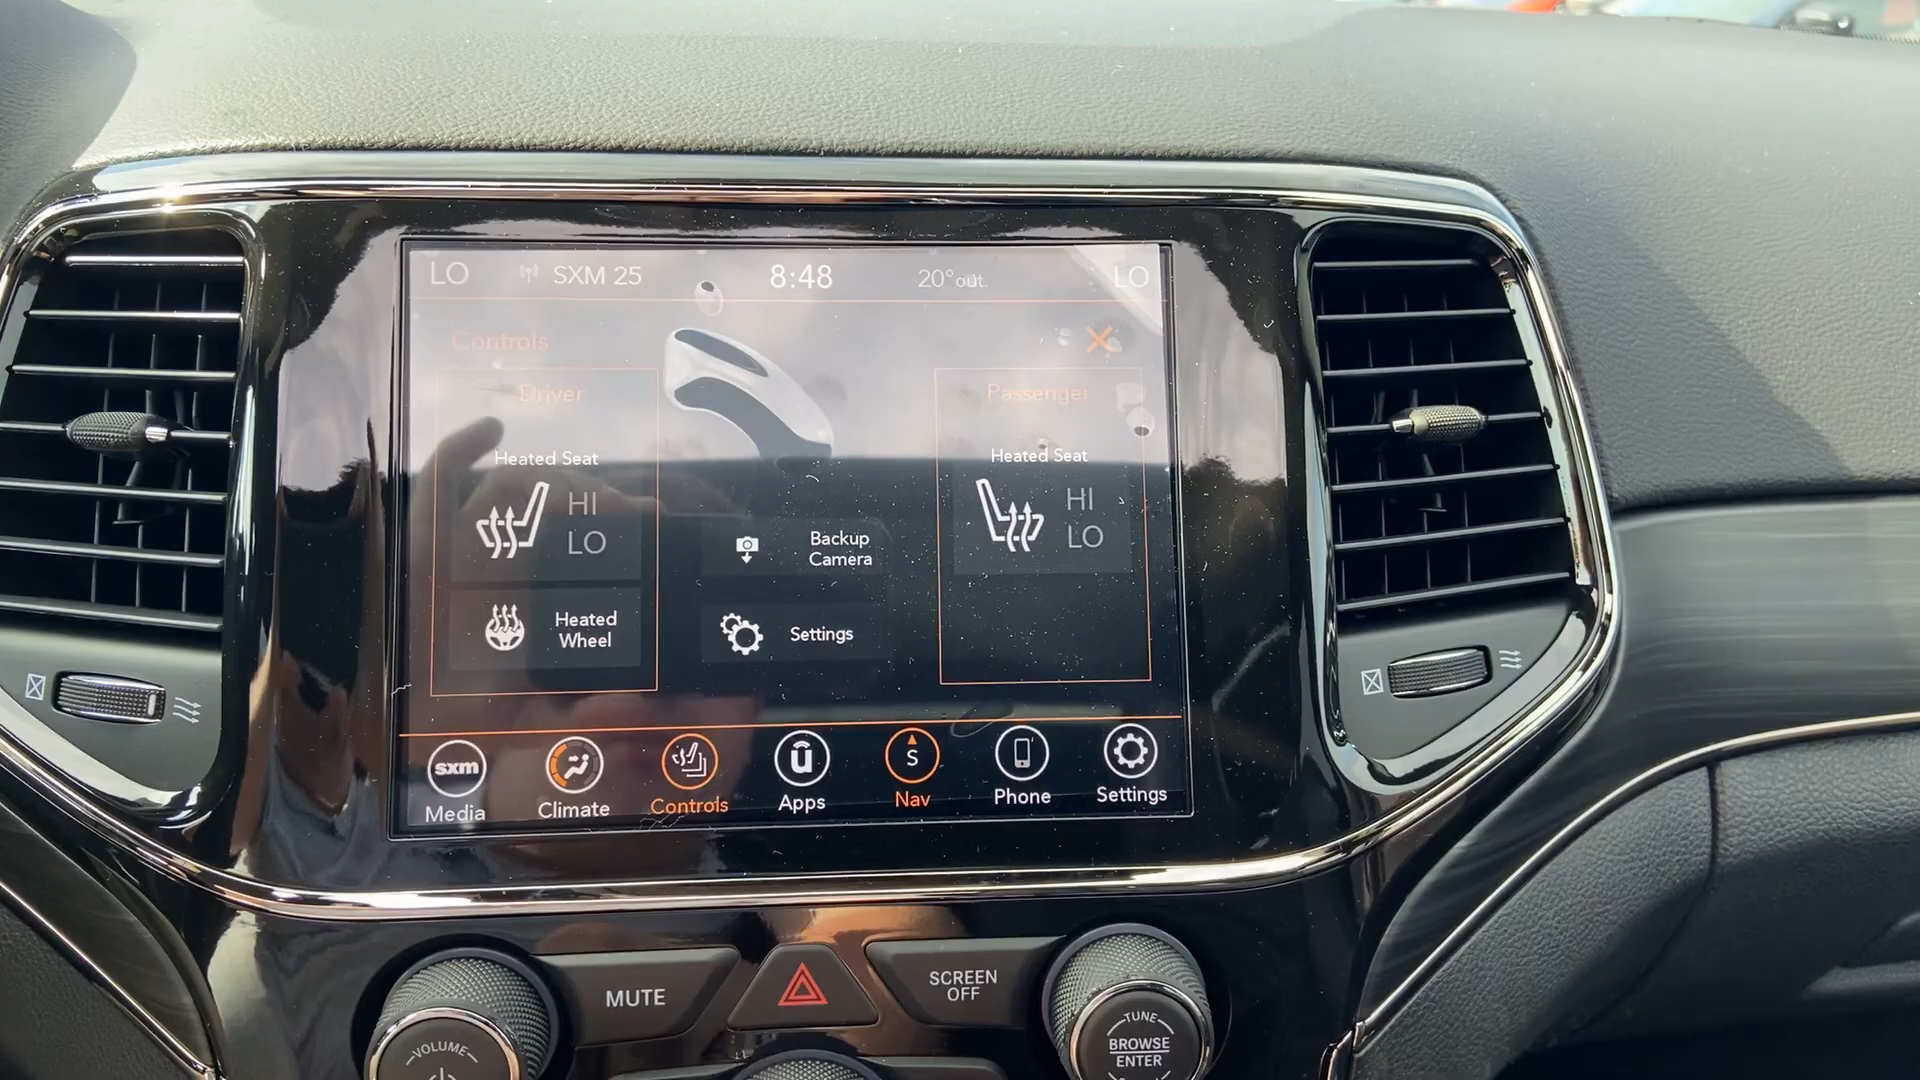 LO SXM 25 8:48 20° out. LO
Controls
Driver
Passenger
Heated Seat
HI
LO
Heated
Wheel
Backup
Camera
Settings
Heated Seat
HI
LO
sxm
Media
Climate
Controls
u
Apps
S
Nav
Phone
Settings
MUTE
SCREEN
OFF
VOLUME
TUNE
BROWSE
ENTER